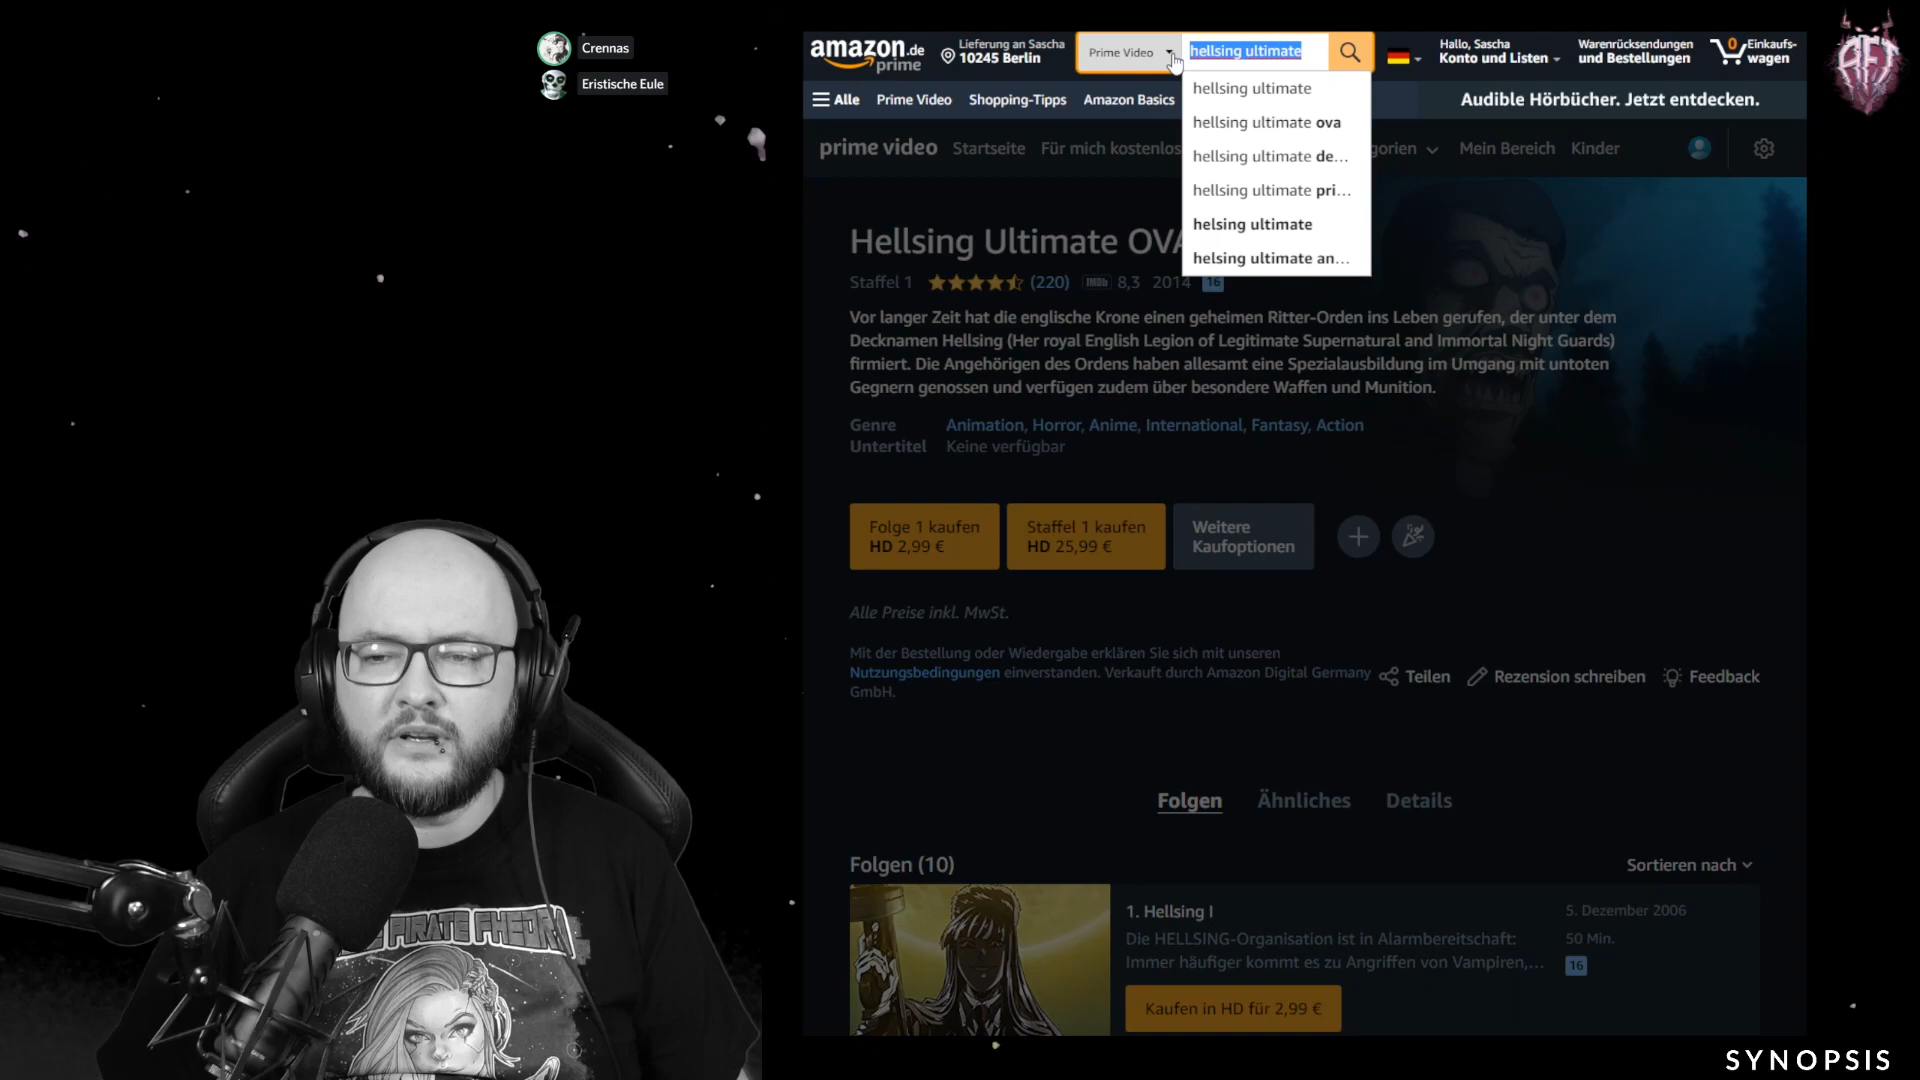 Crennas
Eristische Eule
amazon.de
prime
Lieferung an Sascha
10245 Berlin
Prime Video
hellsing ultimate
0
Hallo, Sascha
Konto und Listen
Warenrücksendungen
und Bestellungen
Einkaufs-
wagen
Alle
Prime Video
Shopping-Tipps
Amazon Basics
Audible Hörbücher. Jetzt entdecken.
hellsing ultimate
hellsing ultimate ova
hellsing ultimate de...
hellsing ultimate pri...
helsing ultimate
helsing ultimate an...
prime video
Startseite
Für mich kostenlos
gorien
Mein Bereich
Kinder
Hellsing Ultimate OVA
Staffel 1
(220)
IMDb
8,3
2014
16
Vor langer Zeit hat die englische Krone einen geheimen Ritter-Orden ins Leben gerufen, der unter dem
Decknamen Hellsing (Her royal English Legion of Legitimate Supernatural and Immortal Night Guards)
firmiert. Die Angehörigen des Ordens haben allesamt eine Spezialausbildung im Umgang mit untoten
Gegnern genossen und verfügen zudem über besondere Waffen und Munition.
Genre
Animation, Horror, Anime, International, Fantasy, Action
Untertitel
Keine verfügbar
Folge 1 kaufen
HD 2,99 €
Staffel 1 kaufen
HD 25,99 €
Weitere
Kaufoptionen
Alle Preise inkl. MwSt.
Mit der Bestellung oder Wiedergabe erklären Sie sich mit unseren
Nutzungsbedingungen einverstanden. Verkauft durch Amazon Digital Germany
GmbH.
Teilen
Rezension schreiben
Feedback
Folgen
Ähnliches
Details
Folgen (10)
Sortieren nach
1. Hellsing I
5. Dezember 2006
Die HELLSING-Organisation ist in Alarmbereitschaft:
50 Min.
Immer häufiger kommt es zu Angriffen von Vampiren,...
16
Kaufen in HD für 2,99 €
PIRATE
SYNOPSIS